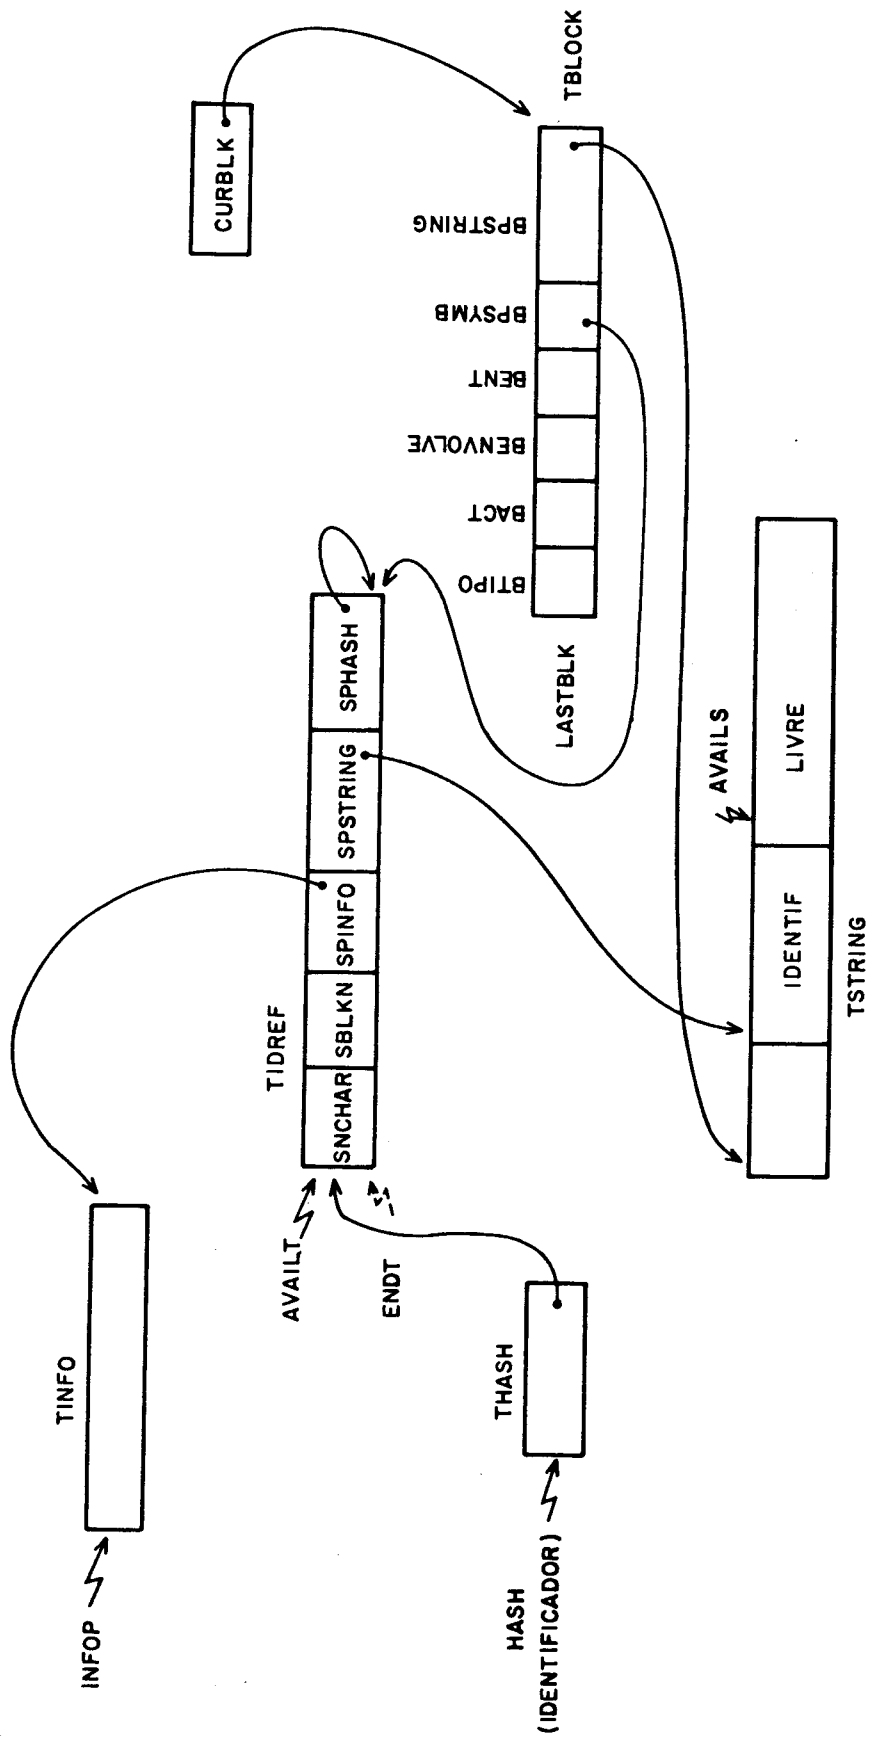 INFOP
TINFO
AVAILT
ENDT
TIDREF
SNCHAR
SBLKN
SPINFO
SPSTRING
SPHASH
CURBLK
HASH
(IDENTIFICADOR)
THASH
LASTBLK
BTIPO
BACT
BENVOLVE
BENT
BPSYMB
BPSTRING
TBLOCK
AVAILS
IDENTIF
LIVRE
TSTRING